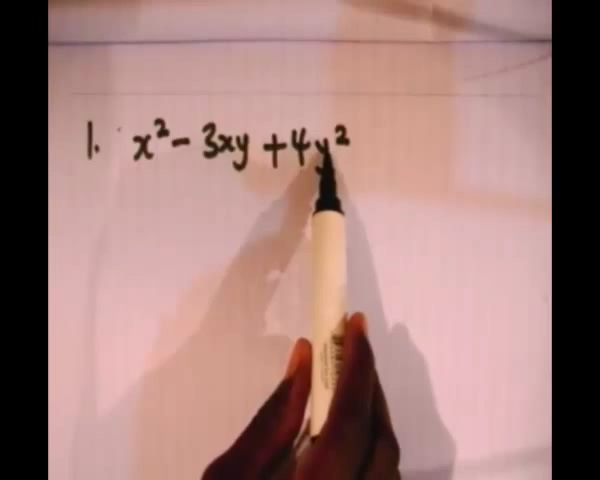 1. x² - 3xy + 4y²